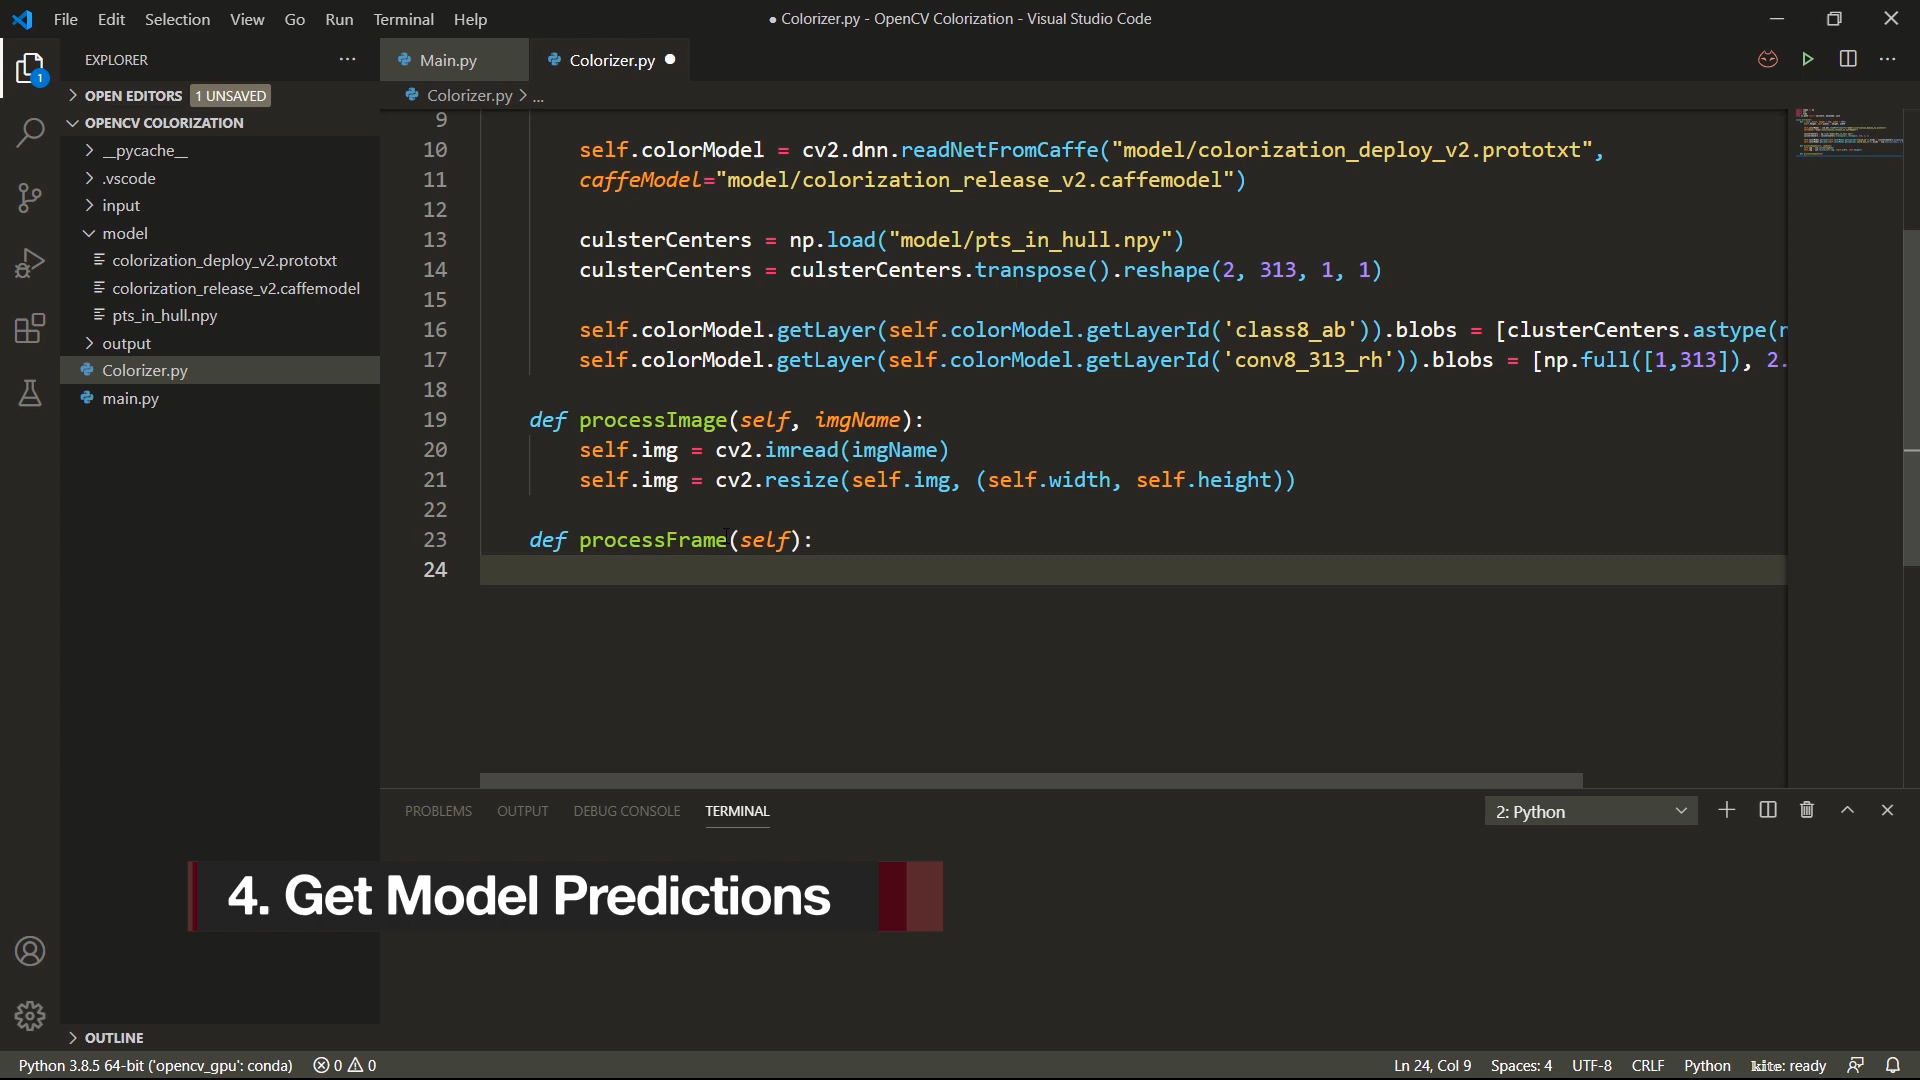 File Edit Selection View Go Run Terminal Help
● Colorizer.py - OpenCV Colorization - Visual Studio Code
EXPLORER
1
OPEN EDITORS 1 UNSAVED
OPENCV COLORIZATION
__pycache__
.vscode
input
model
colorization_deploy_v2.prototxt
colorization_release_v2.caffemodel
pts_in_hull.npy
output
Colorizer.py
main.py
OUTLINE
Main.py
Colorizer.py ●
Colorizer.py > ...
9
10 self.colorModel = cv2.dnn.readNetFromCaffe("model/colorization_deploy_v2.prototxt",
11 caffeModel="model/colorization_release_v2.caffemodel")
12
13 culsterCenters = np.load("model/pts_in_hull.npy")
14 culsterCenters = culsterCenters.transpose().reshape(2, 313, 1, 1)
15
16 self.colorModel.getLayer(self.colorModel.getLayerId('class8_ab')).blobs = [clusterCenters.astype(
17 self.colorModel.getLayer(self.colorModel.getLayerId('conv8_313_rh')).blobs = [np.full([1,313]), 2.
18
19 def processImage(self, imgName):
20 self.img = cv2.imread(imgName)
21 self.img = cv2.resize(self.img, (self.width, self.height))
22
23 def processFrame(self):
24
PROBLEMS OUTPUT DEBUG CONSOLE TERMINAL
2: Python
4. Get Model Predictions
Python 3.8.5 64-bit ('opencv_gpu': conda) 0 0
Ln 24, Col 9 Spaces: 4 UTF-8 CRLF Python kite: ready